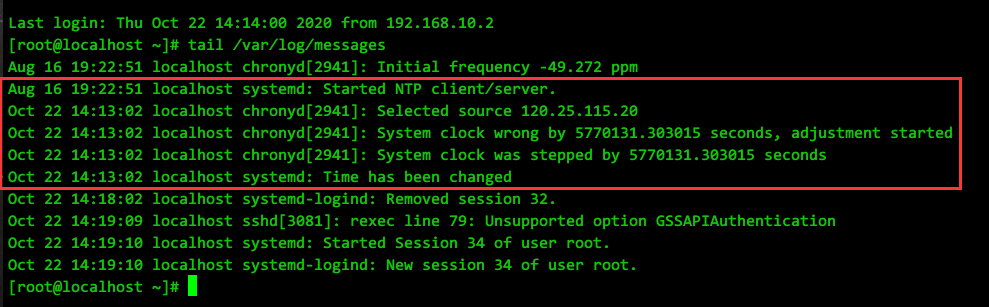 Last login: Thu Oct 22 14:14:00 2020 from 192.168.10.2
[root@localhost ~]# tail /var/log/messages
Aug 16 19:22:51 localhost chronyd[2941]: Initial frequency -49.272 ppm
Aug 16 19:22:51 localhost systemd: Started NTP client/server.
Oct 22 14:13:02 localhost chronyd[2941]: Selected source 120.25.115.20
Oct 22 14:13:02 localhost chronyd[2941]: System clock wrong by 5770131.303015 seconds, adjustment started
Oct 22 14:13:02 localhost chronyd[2941]: System clock was stepped by 5770131.303015 seconds
Oct 22 14:13:02 localhost systemd: Time has been changed
Oct 22 14:18:02 localhost systemd-logind: Removed session 32.
Oct 22 14:19:09 localhost sshd[3081]: rexec line 79: Unsupported option GSSAPIAuthentication
Oct 22 14:19:10 localhost systemd: Started Session 34 of user root.
Oct 22 14:19:10 localhost systemd-logind: New session 34 of user root.
[root@localhost ~]#